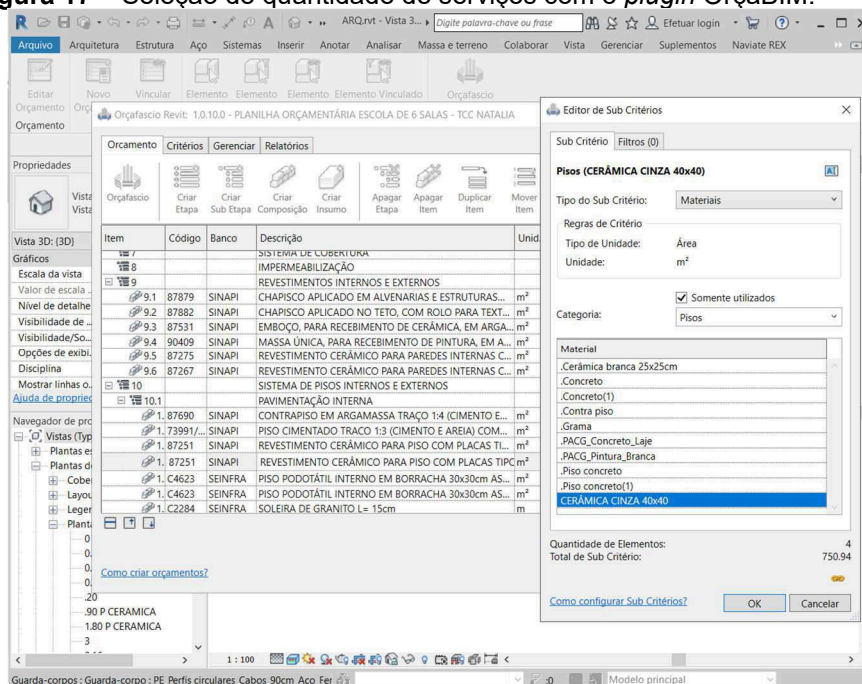 Seleção de quantidade de serviços com o plugin OrçaBIM.
ARQ.rvt - Vista 3... Digite palavra-chave ou frase Efetuar login
Arquivo Arquitetura Estrutura Aço Sistemas Inserir Anotar Analisar Massa e terreno Colaborar Vista Gerenciar Suplementos Naviate REX
Editar Novo Vincular Elemento Elemento Elemento Elemento Vinculado Orçafascio
Orçamento
Orçamento
Propriedades
Vista
Vista
Vista 3D: {3D}
Gráficos
Escala da vista
Valor de escala ...
Nível de detalhe
Visibilidade de ...
Visibilidade/So...
Opções de exibi...
Disciplina
Mostrar linhas o...
Ajuda de propried
Navegador de pro
Vistas (Typ
Plantas es
Plantas d
Cober
Layou
Leger
Planta
.20
.90 P CERAMICA
1.80 P CERAMICA
3
Orçafascio Revit: 1.0.10.0 - PLANILHA ORÇAMENTÁRIA ESCOLA DE 6 SALAS - TCC NATALIA
Orcamento Critérios Gerenciar Relatórios
Orçafascio Criar Etapa Criar Sub Etapa Criar Composição Criar Insumo Apagar Etapa Apagar Item Duplicar Item Mover Item
Item Código Banco Descrição Unid.
7 SISTEMA DE COBERTURA
8 IMPERMEABILIZAÇÃO
9 REVESTIMENTOS INTERNOS E EXTERNOS
9.1 87879 SINAPI CHAPISCO APLICADO EM ALVENARIAS E ESTRUTURAS... m²
9.2 87882 SINAPI CHAPISCO APLICADO NO TETO, COM ROLO PARA TEXT... m²
9.3 87531 SINAPI EMBOÇO, PARA RECEBIMENTO DE CERÂMICA, EM ARGA... m²
9.4 90409 SINAPI MASSA ÚNICA, PARA RECEBIMENTO DE PINTURA, EM A... m²
9.5 87275 SINAPI REVESTIMENTO CERÂMICO PARA PAREDES INTERNAS C... m²
9.6 87267 SINAPI REVESTIMENTO CERÂMICO PARA PAREDES INTERNAS C... m²
10 SISTEMA DE PISOS INTERNOS E EXTERNOS
10.1 PAVIMENTAÇÃO INTERNA
1. 87690 SINAPI CONTRAPISO EM ARGAMASSA TRAÇO 1:4 (CIMENTO E... m²
1. 73991/... SINAPI PISO CIMENTADO TRACO 1:3 (CIMENTO E AREIA) COM... m²
1. 87251 SINAPI REVESTIMENTO CERÂMICO PARA PISO COM PLACAS TI... m²
1. 87251 SINAPI REVESTIMENTO CERÂMICO PARA PISO COM PLACAS TIPO m²
1. C4623 SEINFRA PISO PODOTÁTIL INTERNO EM BORRACHA 30x30cm AS... m²
1. C4623 SEINFRA PISO PODOTÁTIL INTERNO EM BORRACHA 30x30cm AS... m²
1. C2284 SEINFRA SOLEIRA DE GRANITO L= 15cm m
Como criar orçamentos?
Editor de Sub Critérios
Sub Critério Filtros (0)
Pisos (CERÂMICA CINZA 40x40)
Tipo do Sub Critério: Materiais
Regras de Critério
Tipo de Unidade: Área
Unidade: m²
Somente utilizados
Categoria: Pisos
Material
.Cerâmica branca 25x25cm
.Concreto
.Concreto(1)
.Contra piso
.Grama
.PACG_Concreto_Laje
.PACG_Pintura_Branca
.Piso concreto
.Piso concreto(1)
CERÂMICA CINZA 40x40
Quantidade de Elementos: 4
Total de Sub Critério: 750.94
Como configurar Sub Critérios? OK Cancelar
1 : 100
Guarda-corpos : Guarda-corpo : PE Perfis circulares Cabos 90cm Aço Fer :0 Modelo principal